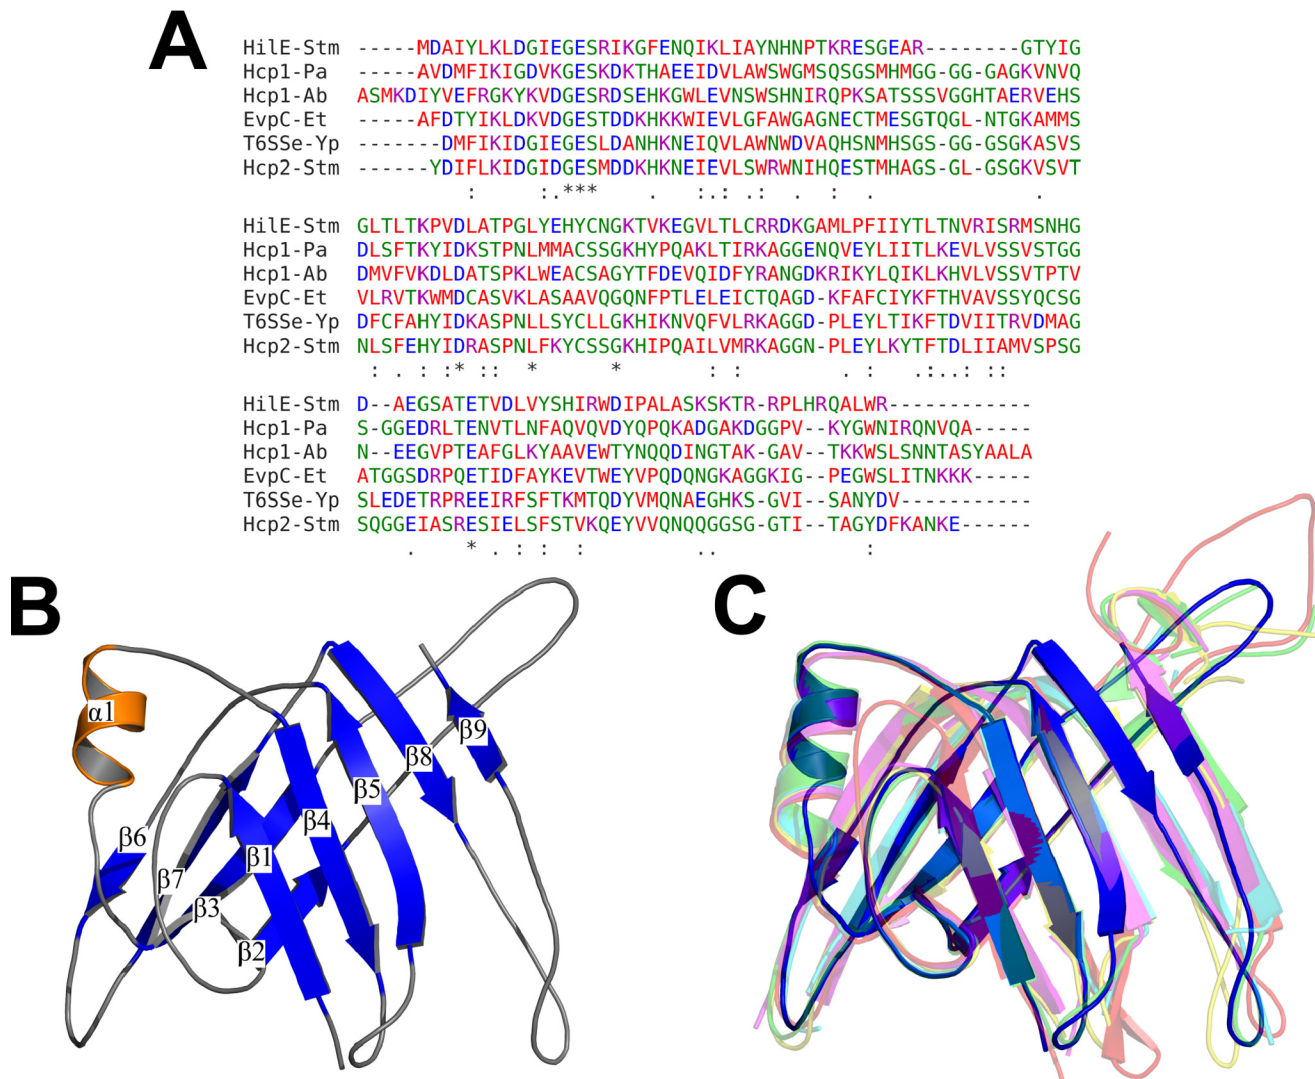 A
HilE-Stm -----MDAIYLKLDGIEGESRIKGFENQIKLIAYNHNPTKRESGEAR--------GTYIG
Hcp1-Pa -----AVDMFIKIGDVKGESKDKTHAEEIDVLAWSWGMSQSGSMHMGG-GG-GAGKVNVQ
Hcp1-Ab ASMKDIYVEFRGKYKVDGESRDSEHKGWLEVNSWSHNIRQPKSATSSSVGGHTAERVEHS
EvpC-Et -----AFDTYIKLDKVDGESTDDKHKKWIEVLGFAWGAGNECTMESGTQGL-NTGKAMMS
T6SSe-Yp -------DMFIKIDGIEGESLDANHKNEIQVLAWNWDVAQHSNMHSGS-GG-GSGKASVS
Hcp2-Stm ------YDIFLKIDGIDGESMDDKHKNEIEVLSWRWNIHQESTMHAGS-GL-GSGKVSVT
: :.*** . :.: .: . : . .
HilE-Stm GLTLTKPVDLATPGLYEHYCNGKTVKEGVLTLCRRDKGAMLPFIIYTLTNVRISRMSNHG
Hcp1-Pa DLSFTKYIDKSTPNLMMACSSGKHYPQAKLTIRKAGGENQVEYLIITLKEVLVSSVSTGG
Hcp1-Ab DMVFVKDLDATSPKLWEACSAGYTFDEVQIDFYRANGDKRIKYLQIKLKHVLVSSVTPTV
EvpC-Et VLRVTKWMDCASVKLASAAVQGQNFPTLELEICTQAGD-KFAFCIYKFTHVAVSSYQCSG
T6SSe-Yp DFCFAHYIDKASPNLLSYCLLGKHIKNVQFVLRKAGGD-PLEYLTIKFTDVIITRVDMAG
Hcp2-Stm NLSFEHYIDRASPNLFKYCSSGKHIPQAILVMRKAGGN-PLEYLKYTFTDLIIAMVSPSG
: . : :* :: * * : : . : .:..: ::
HilE-Stm D--AEGSATETVDLVYSHIRWDIPALASKSKTR-RPLHRQALWR------------
Hcp1-Pa S-GGEDRLTENVTLNFAQVQVDYQPQKADGAKDGGPV--KYGWNIRQNVQA-----
Hcp1-Ab N--EEGVPTEAFGLKYAAVEWTYNQQDINGTAK-GAV--TKKWSLSNNTASYAALA
EvpC-Et ATGGSDRPQETIDFAYKEVTWEYVPQDQNGKAGGKIG--PEGWSLITNKKK-----
T6SSe-Yp SLEDETRPREEIRFSFTKMTQDYVMQNAEGHKS-GVI--SANYDV-----------
Hcp2-Stm SQGGEIASRESIELSFSTVKQEYVVQNQQGGSG-GTI--TAGYDFKANKE------
. * . : : : .. :
B
α1
β9
β8
β5
β4
β6
β1
β7
β3
β2
C